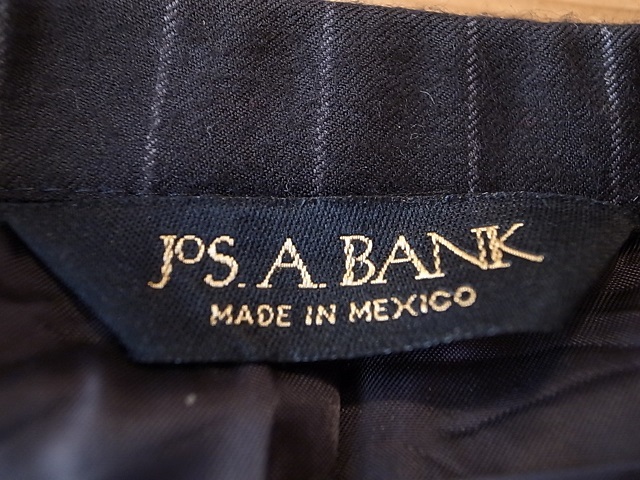 JOS. A. BANK
MADE IN MEXICO